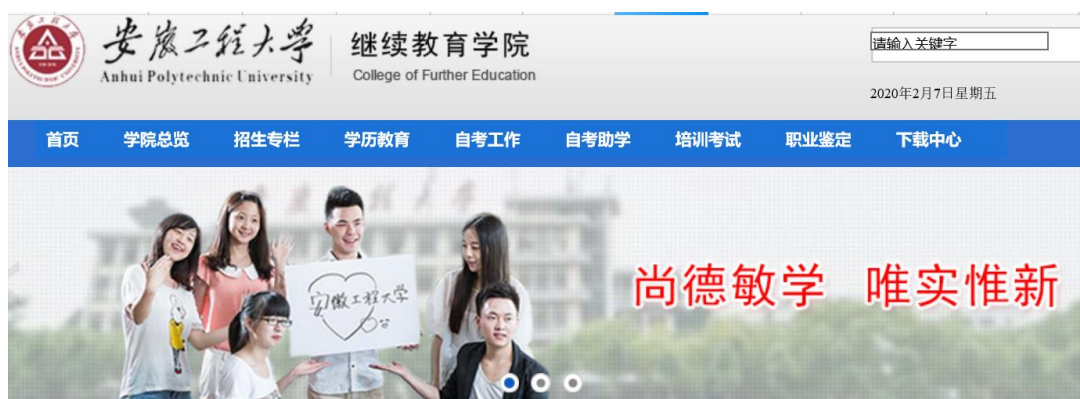 安徽工程大学
Anhui Polytechnic University
继续教育学院
College of Further Education
请输入关键字
2020年2月7日星期五
首页 学院总览 招生专栏 学历教育 自考工作 自考助学 培训考试 职业鉴定 下载中心
安徽工程大学
尚德敏学 唯实惟新